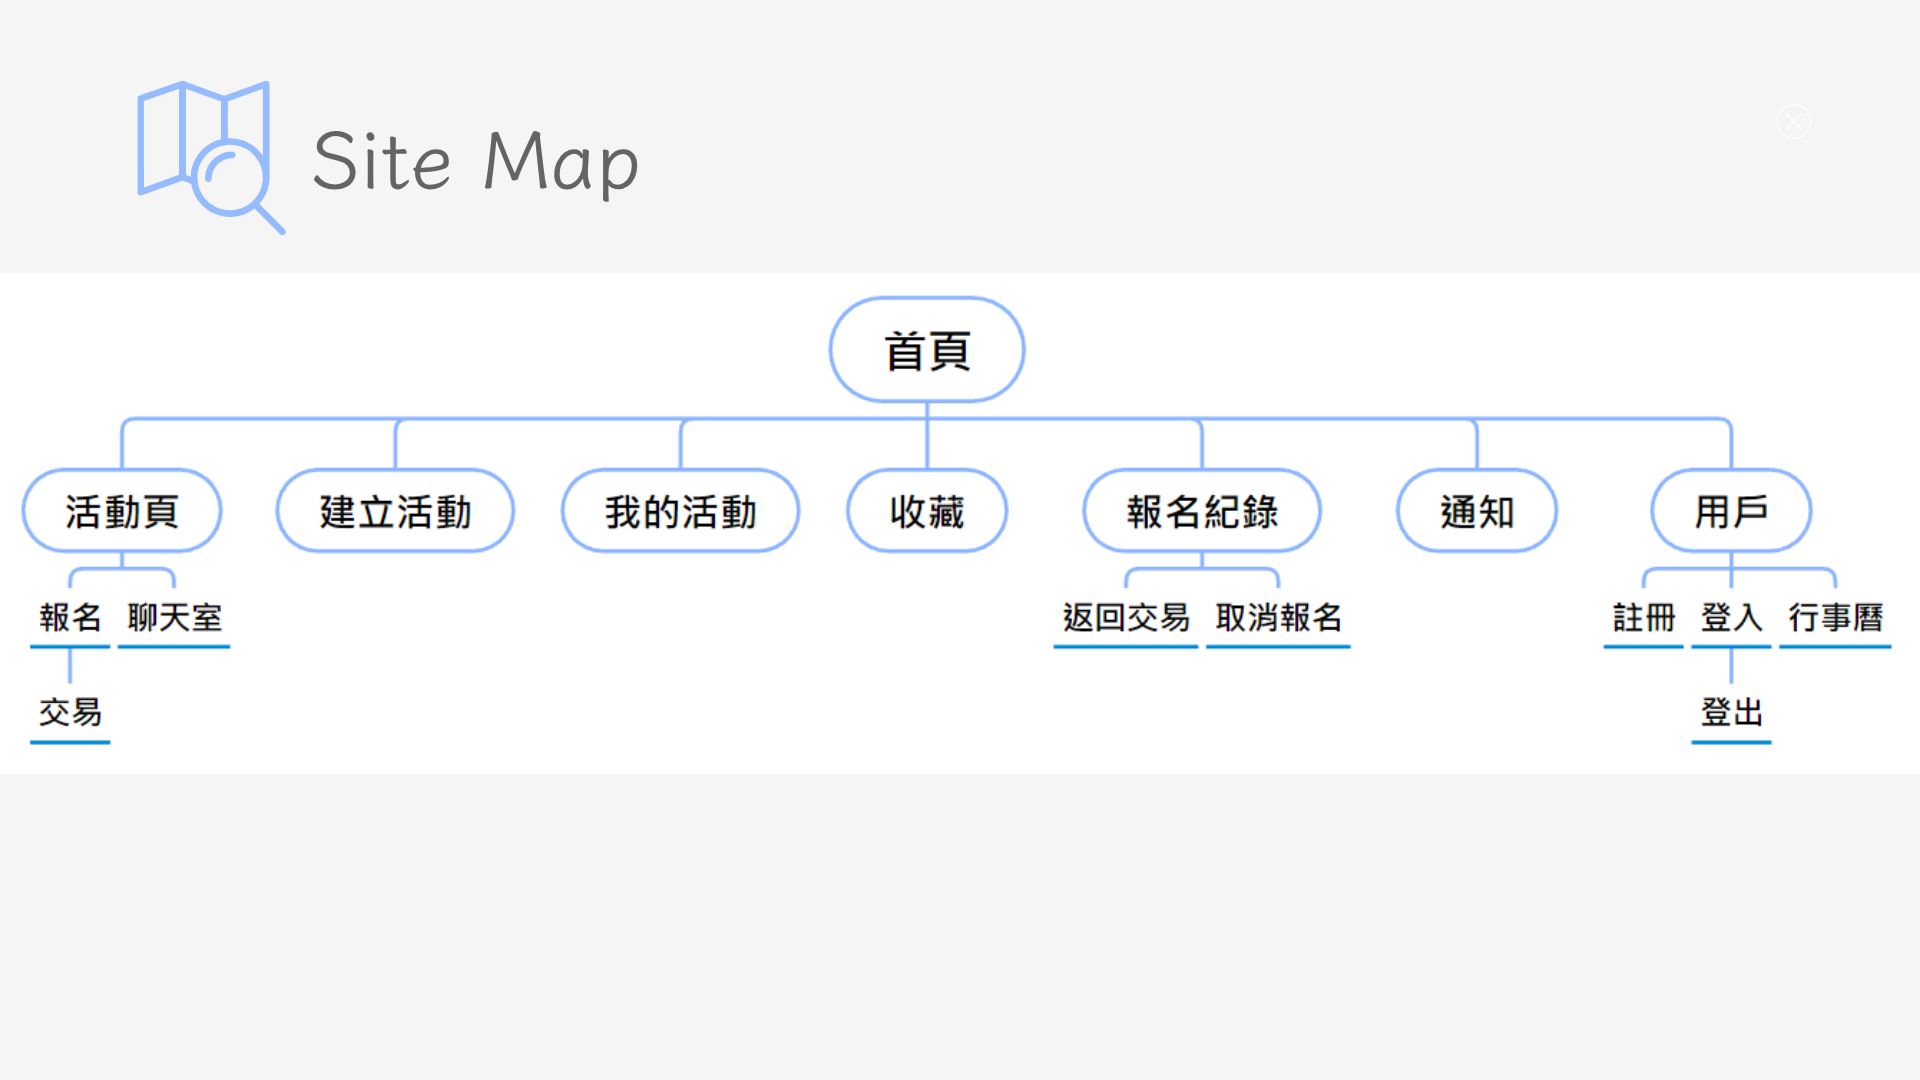 Site Map
首頁
活動頁
建立活動
我的活動
收藏
報名紀錄
通知
用戶
報名
聊天室
返回交易
取消報名
註冊
登入
行事曆
交易
登出